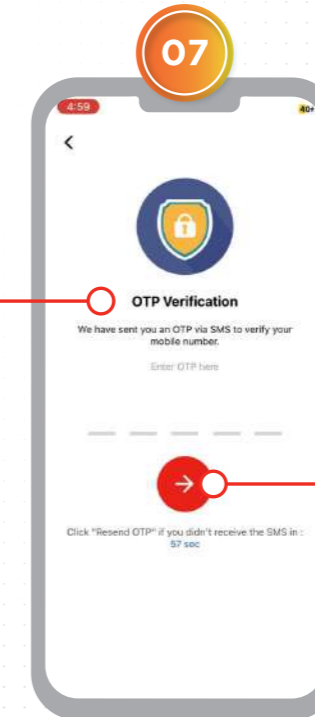 07
4:59
40+
OTP Verification
We have sent you an OTP via SMS to verify your
mobile number.
Enter OTP here
Click "Resend OTP" if you didn't receive the SMS in :
57 sec